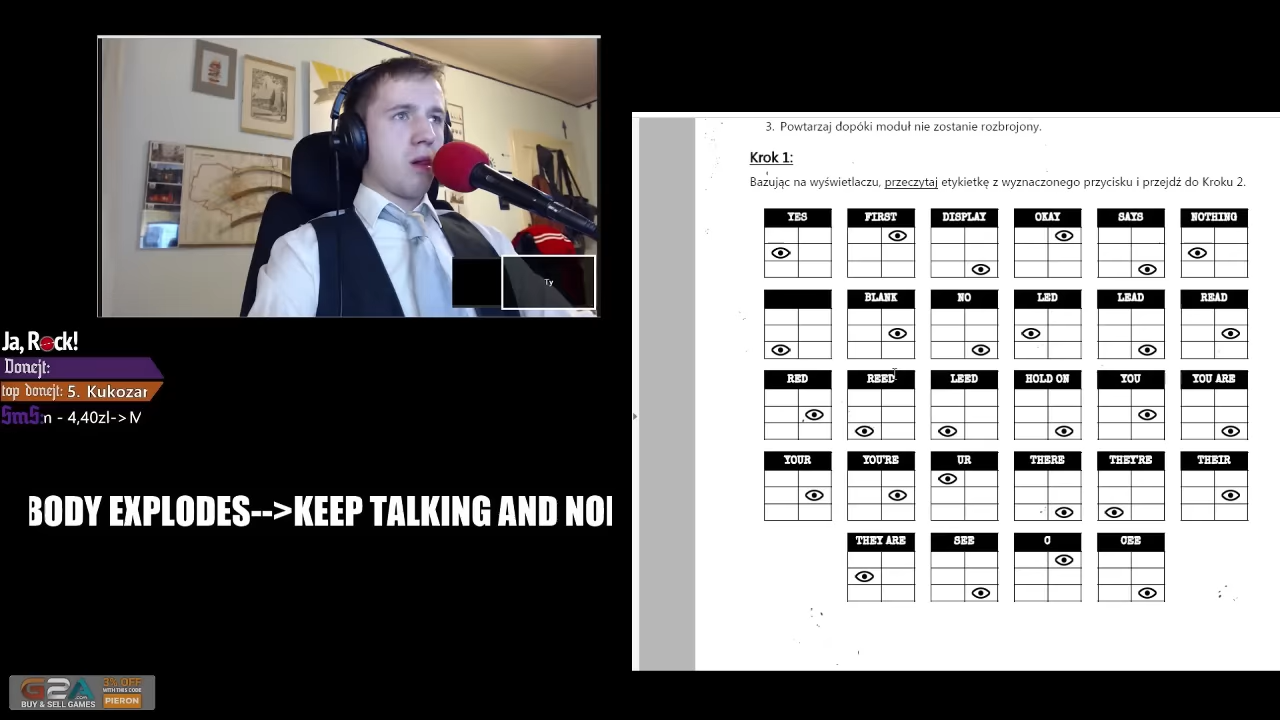 3. Powtarzaj dopóki moduł nie zostanie rozbrojony.
Krok 1:
Bazując na wyświetlaczu, przeczytaj etykietkę z wyznaczonego przycisku i przejdź do Kroku 2.
YES FIRST DISPLAY OKAY SAYS NOTHING
BLANK NO LED LEAD READ
RED REED LEED HOLD ON YOU YOU ARE
YOUR YOU'RE UR THERE THEY'RE THEIR
THEY ARE SEE C CEE
Ty
Ja, Rock!
Donejt:
top donejt: 5. Kukozar
SmS: n - 4,40zl->
BODY EXPLODES-->KEEP TALKING AND
G2A.com
BUY & SELL GAMES
3% OFF
WITH THIS CODE
PIERON